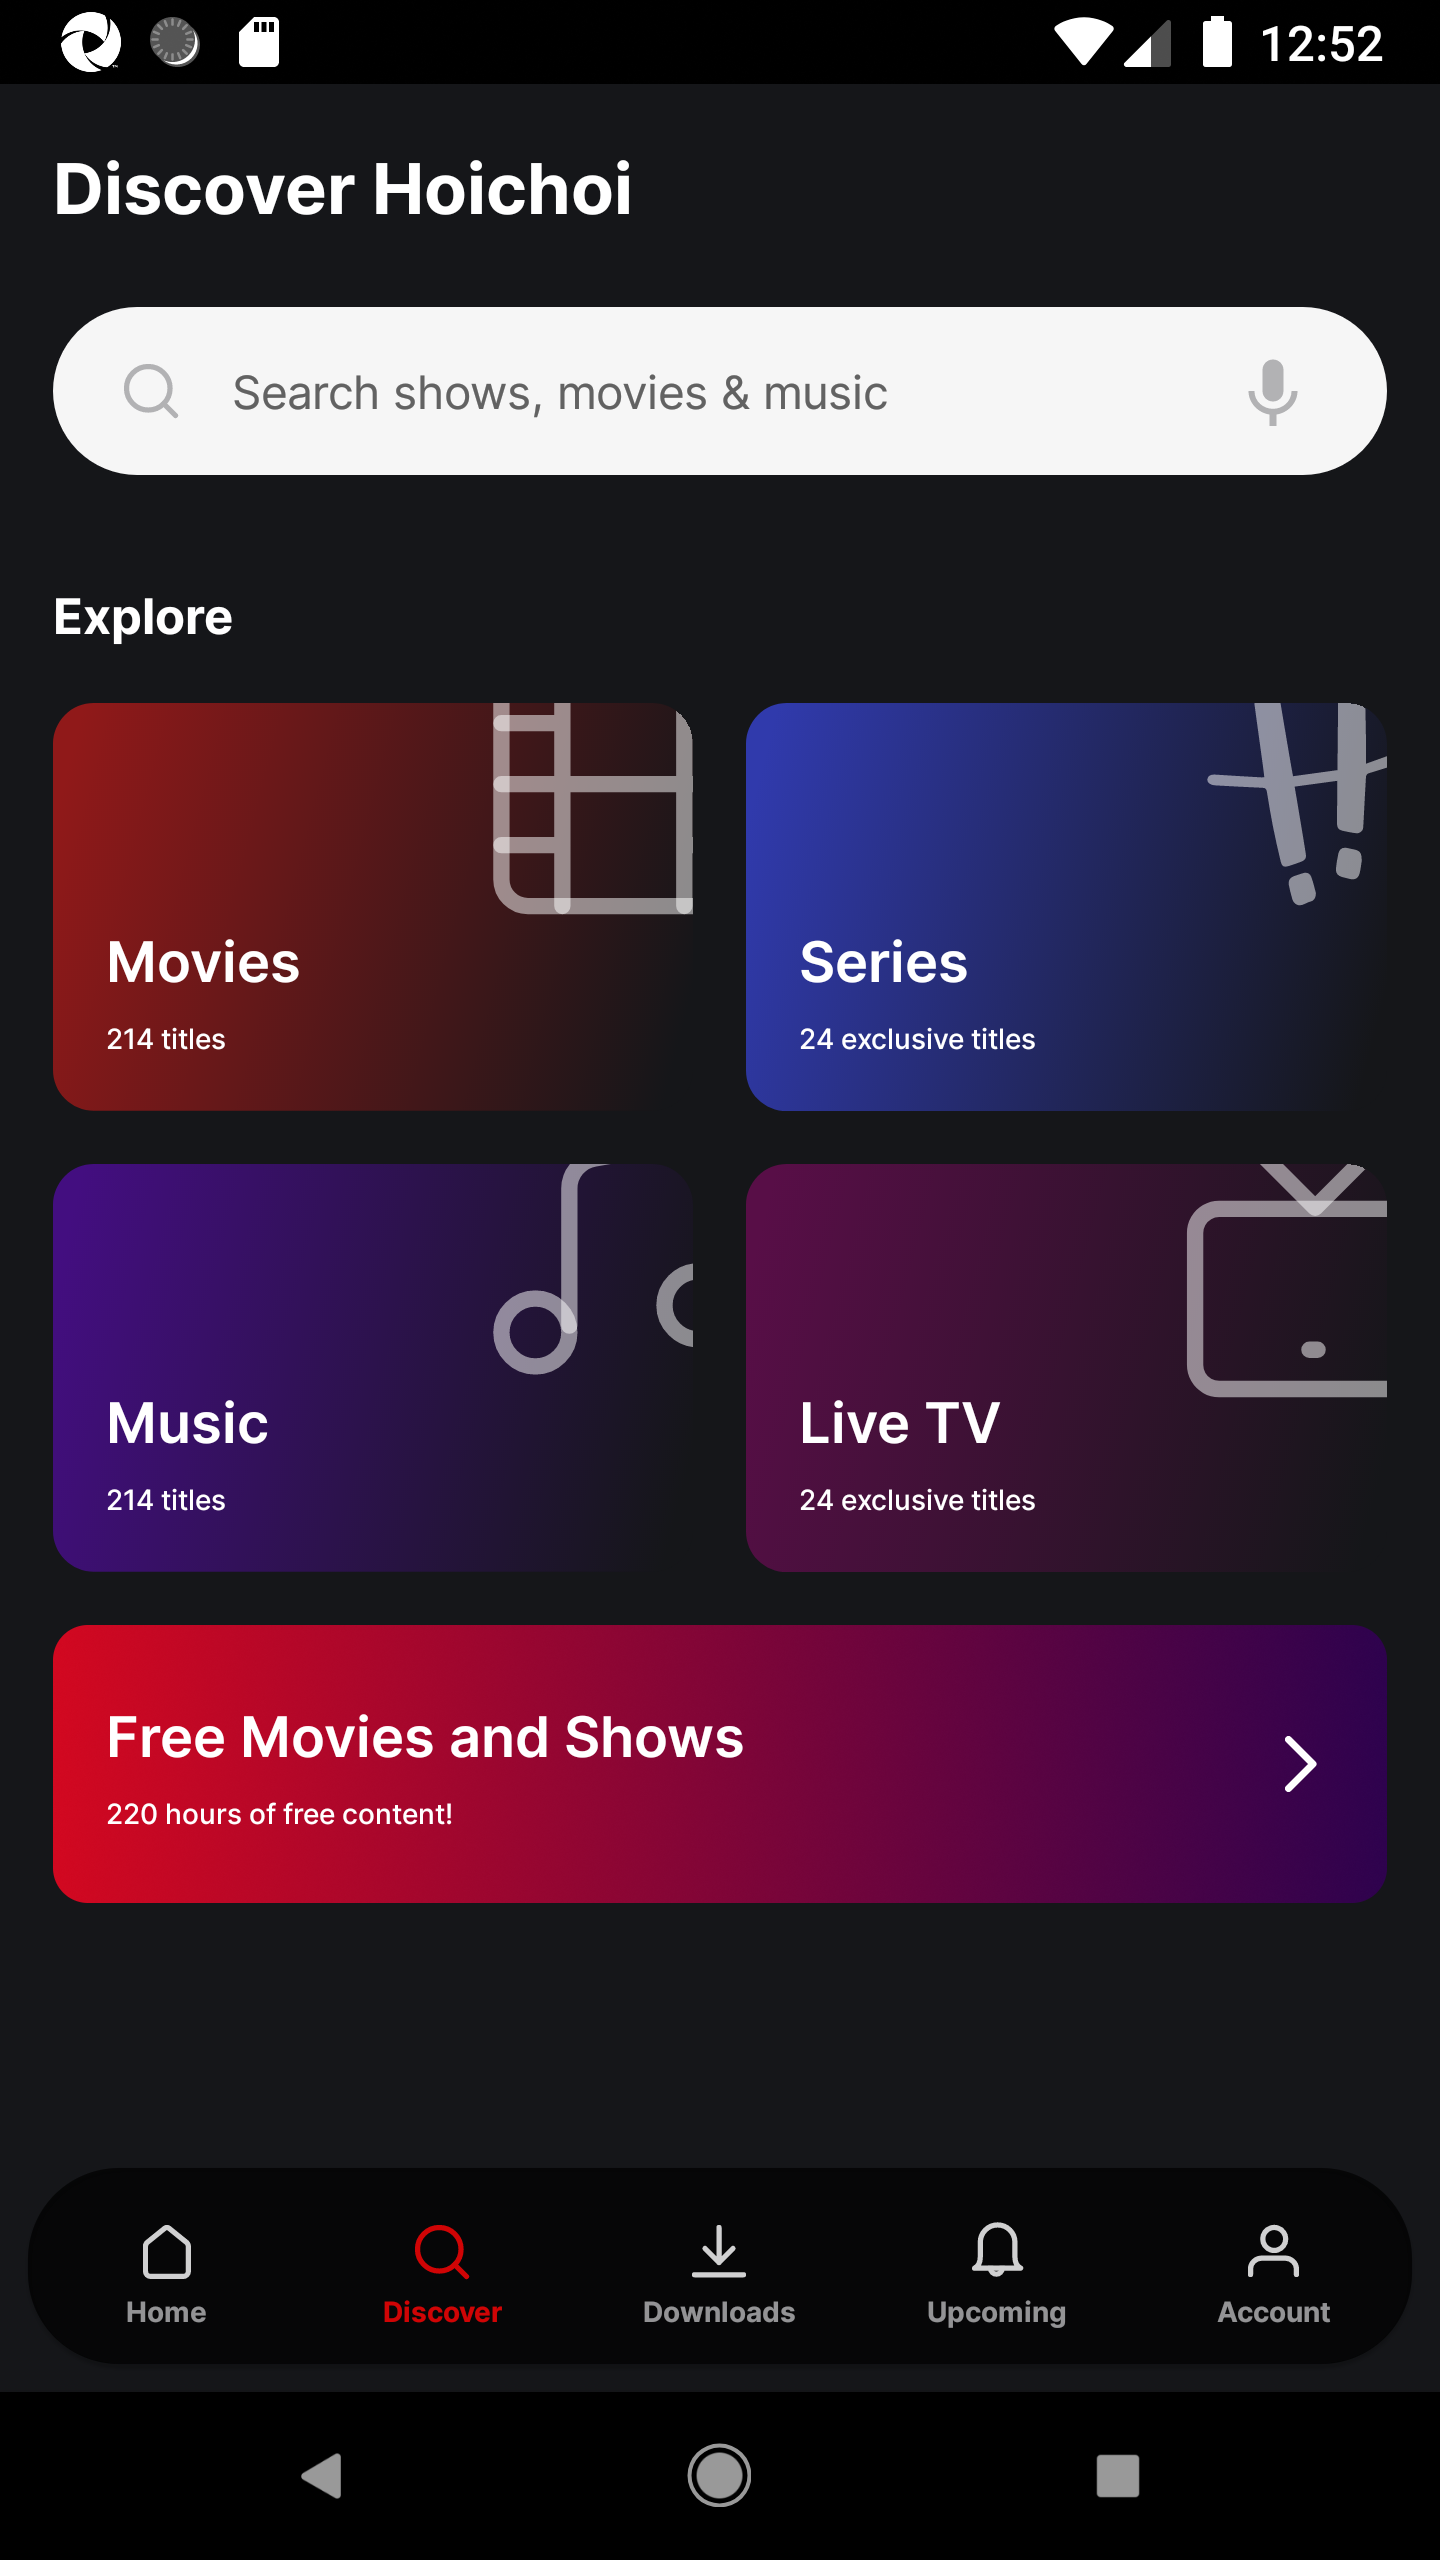 12:52
Discover Hoichoi
Search shows, movies & music
Explore
Movies
214 titles
Series
24 exclusive titles
Music
214 titles
Live TV
24 exclusive titles
Free Movies and Shows
220 hours of free content!
Home
Discover
Downloads
Upcoming
Account